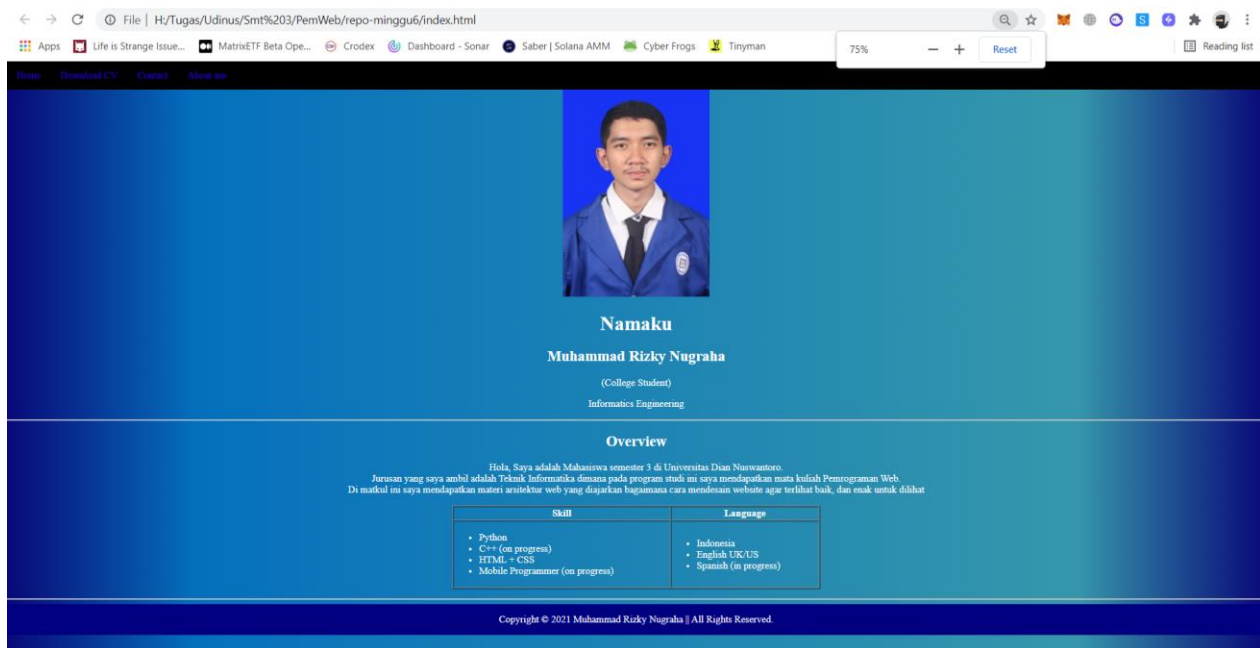 File | H:/Tugas/Udinus/Smt%203/PemWeb/repo-minggu6/index.html
Apps Life is Strange Issue... MatrixETF Beta Ope... Crodex Dashboard - Sonar Saber | Solana AMM Cyber Frogs Tinyman 75% − + Reset Reading list
Home Download CV Contact About me
Namaku
Muhammad Rizky Nugraha
(College Student)
Informatics Engineering
Overview
Hola, Saya adalah Mahasiswa semester 3 di Universitas Dian Nuswantoro.
Jurusan yang saya ambil adalah Teknik Informatika dimana pada program studi ini saya mendapatkan mata kuliah Pemrograman Web.
Di matkul ini saya mendapatkan materi arsitektur web yang diajarkan bagaimana cara mendesain website agar terlihat baik, dan enak untuk dilihat
Skill Language
• Python
• C++ (on progress)
• HTML + CSS
• Mobile Programmer (on progress)
• Indonesia
• English UK/US
• Spanish (in progress)
Copyright © 2021 Muhammad Rizky Nugraha || All Rights Reserved.